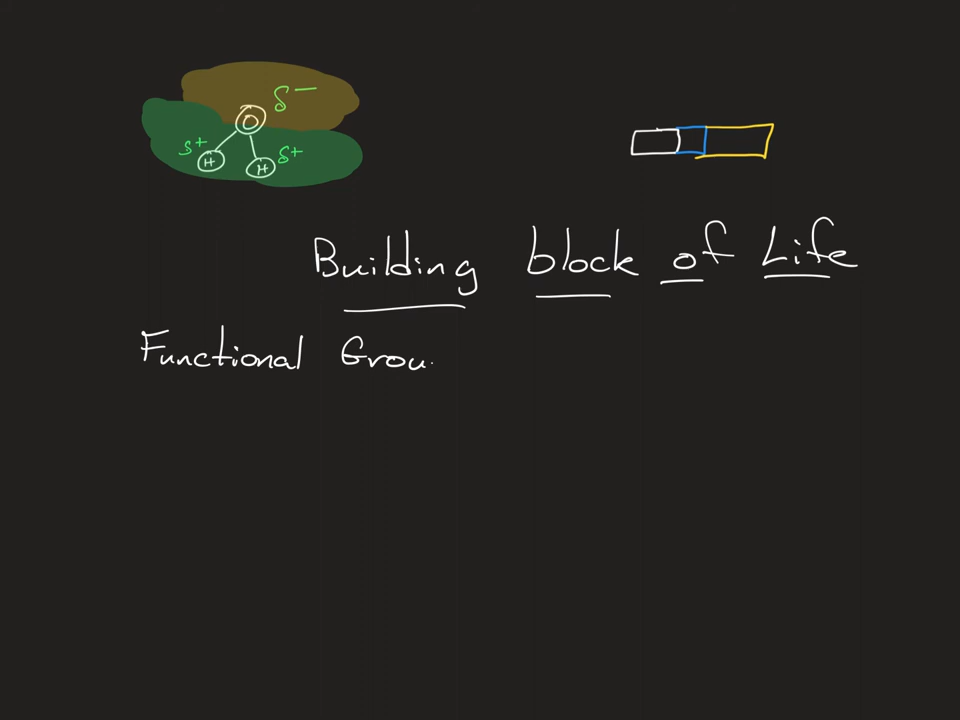 δ−
O
δ+ δ+
H H
Building block of Life
Functional Grou